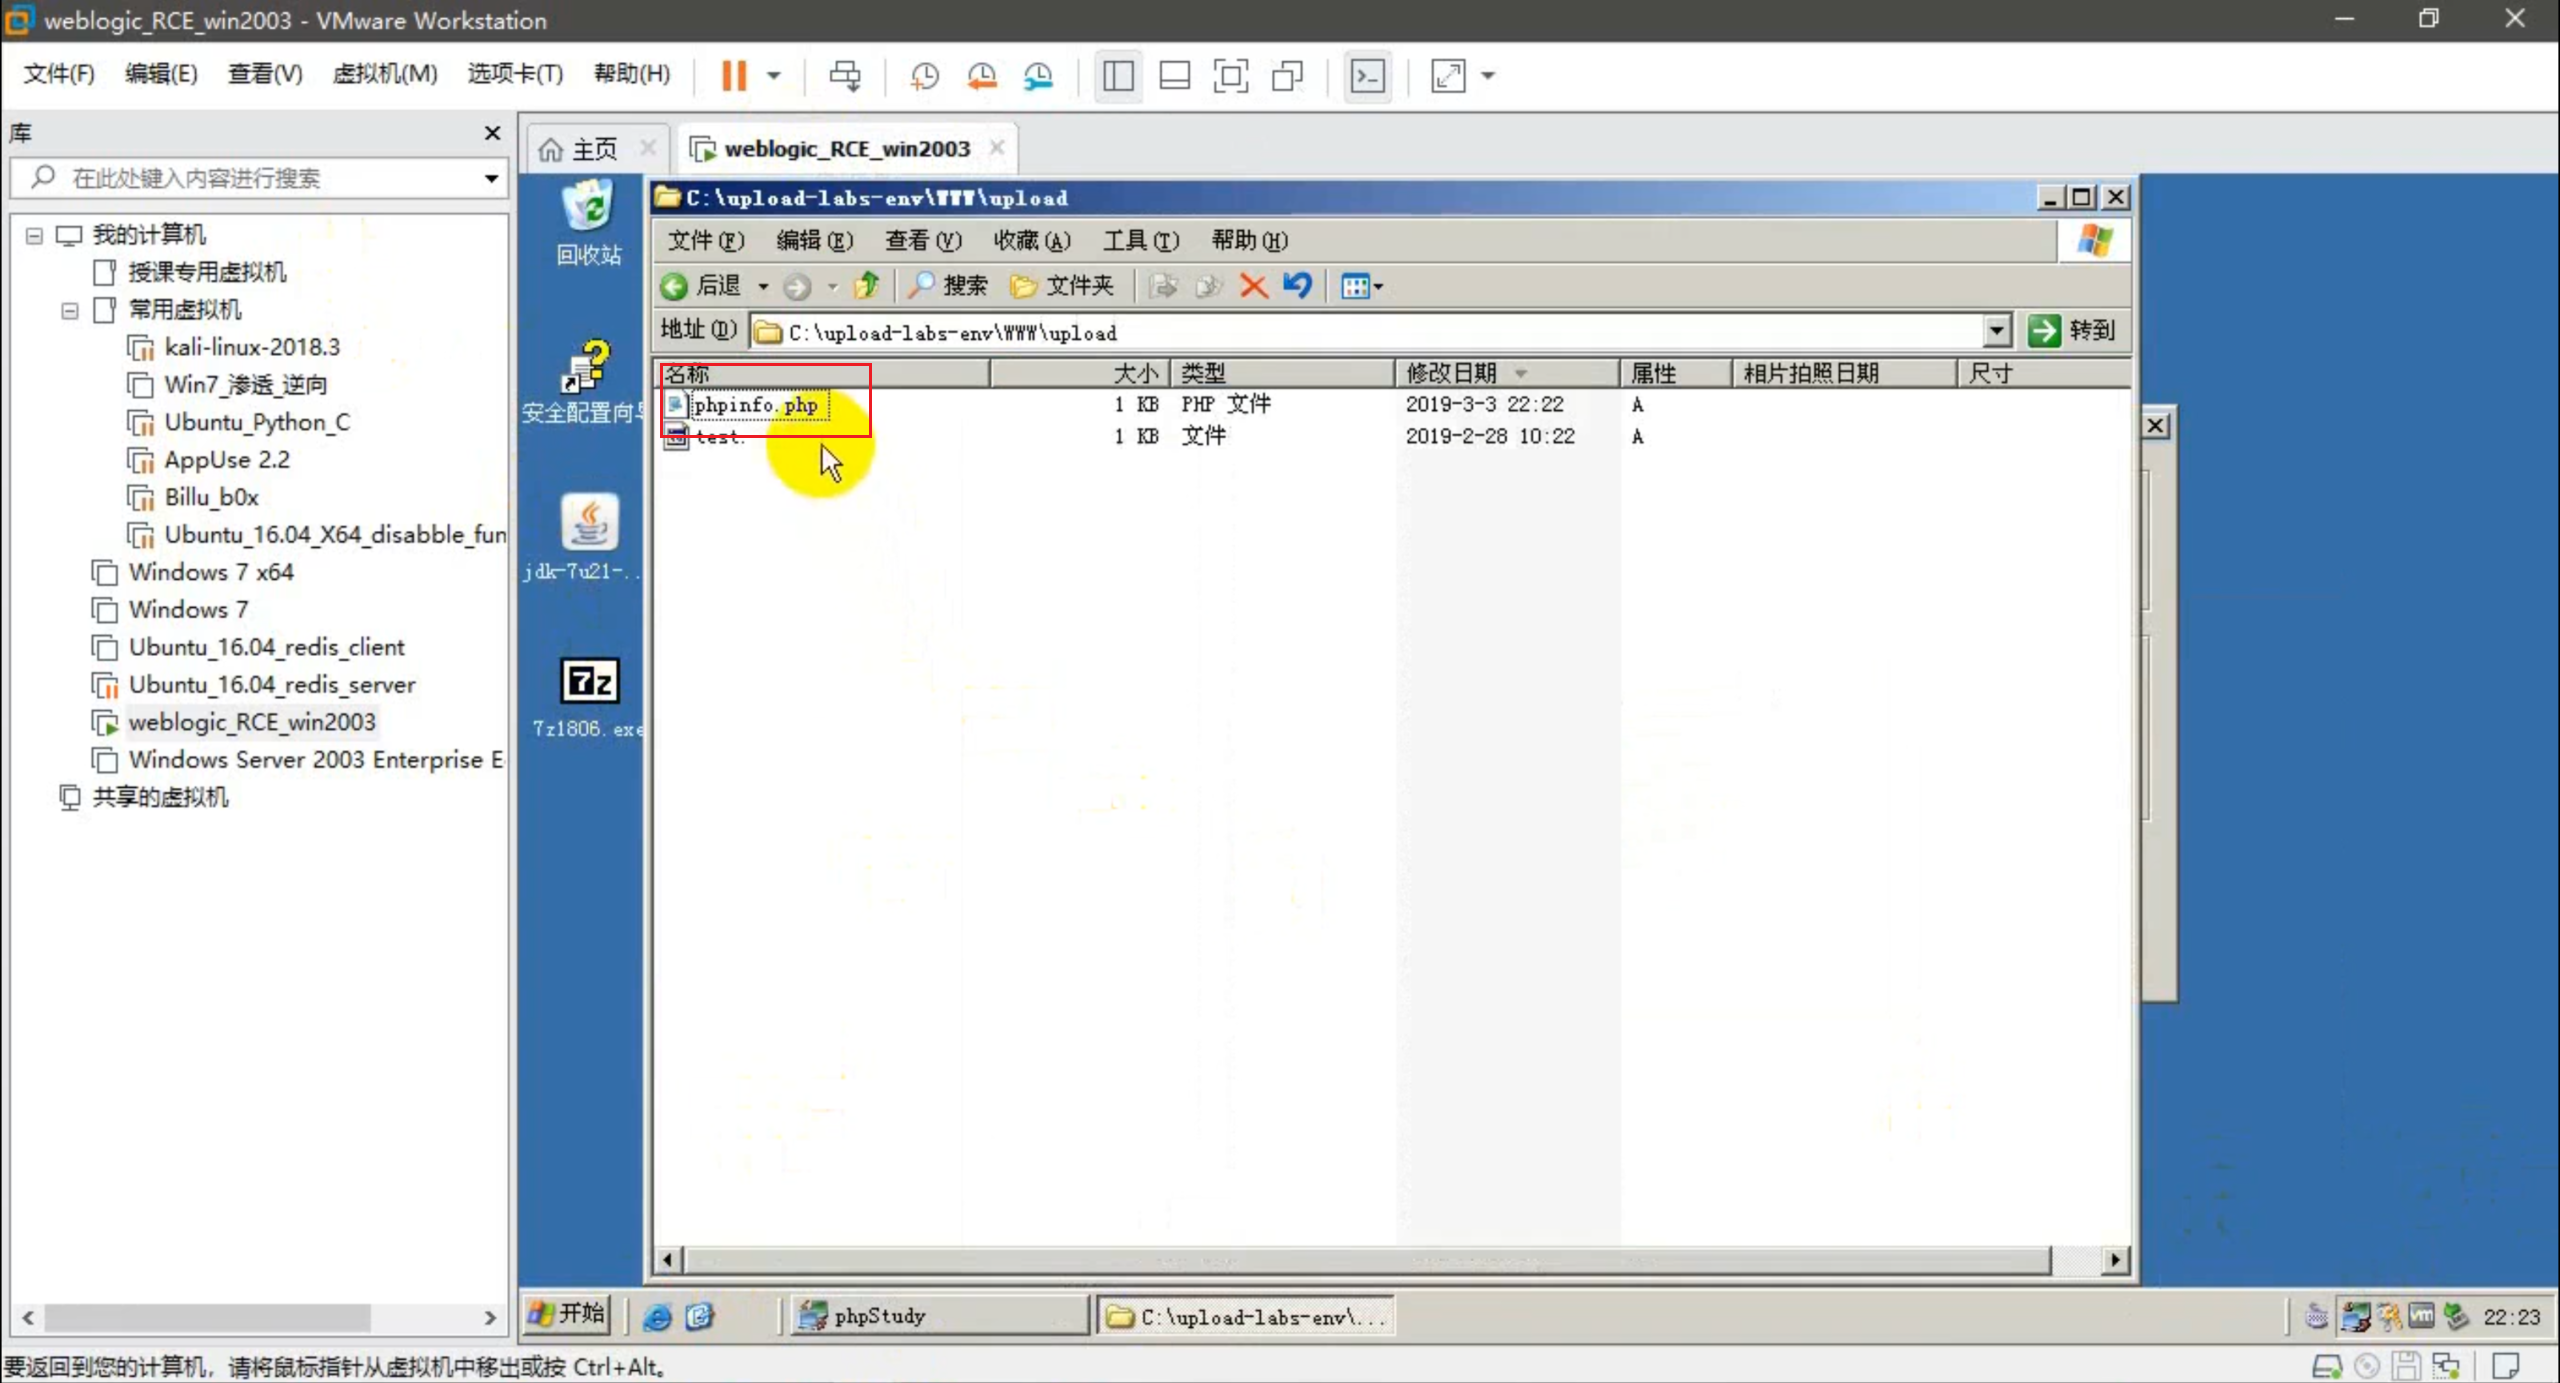 weblogic_RCE_win2003 - VMware Workstation
文件(F) 编辑(E) 查看(V) 虚拟机(M) 选项卡(T) 帮助(H)
库
在此处键入内容进行搜索
我的计算机
授课专用虚拟机
常用虚拟机
kali-linux-2018.3
Win7_渗透_逆向
Ubuntu_Python_C
AppUse 2.2
Billu_b0x
Ubuntu_16.04_X64_disabble_fun
Windows 7 x64
Windows 7
Ubuntu_16.04_redis_client
Ubuntu_16.04_redis_server
weblogic_RCE_win2003
Windows Server 2003 Enterprise E
共享的虚拟机
主页 weblogic_RCE_win2003
回收站
安全配置向导
jdk-7u21-..
7z
7z1806.exe
C:\upload-labs-env\WWW\upload
文件(F) 编辑(E) 查看(V) 收藏(A) 工具(T) 帮助(H)
后退 搜索 文件夹
地址(D) C:\upload-labs-env\WWW\upload 转到
名称 大小 类型 修改日期 属性 相片拍照日期 尺寸
phpinfo.php 1 KB PHP 文件 2019-3-3 22:22 A
test. 1 KB 文件 2019-2-28 10:22 A
开始 phpStudy C:\upload-labs-env\... 22:23
要返回到您的计算机，请将鼠标指针从虚拟机中移出或按 Ctrl+Alt。